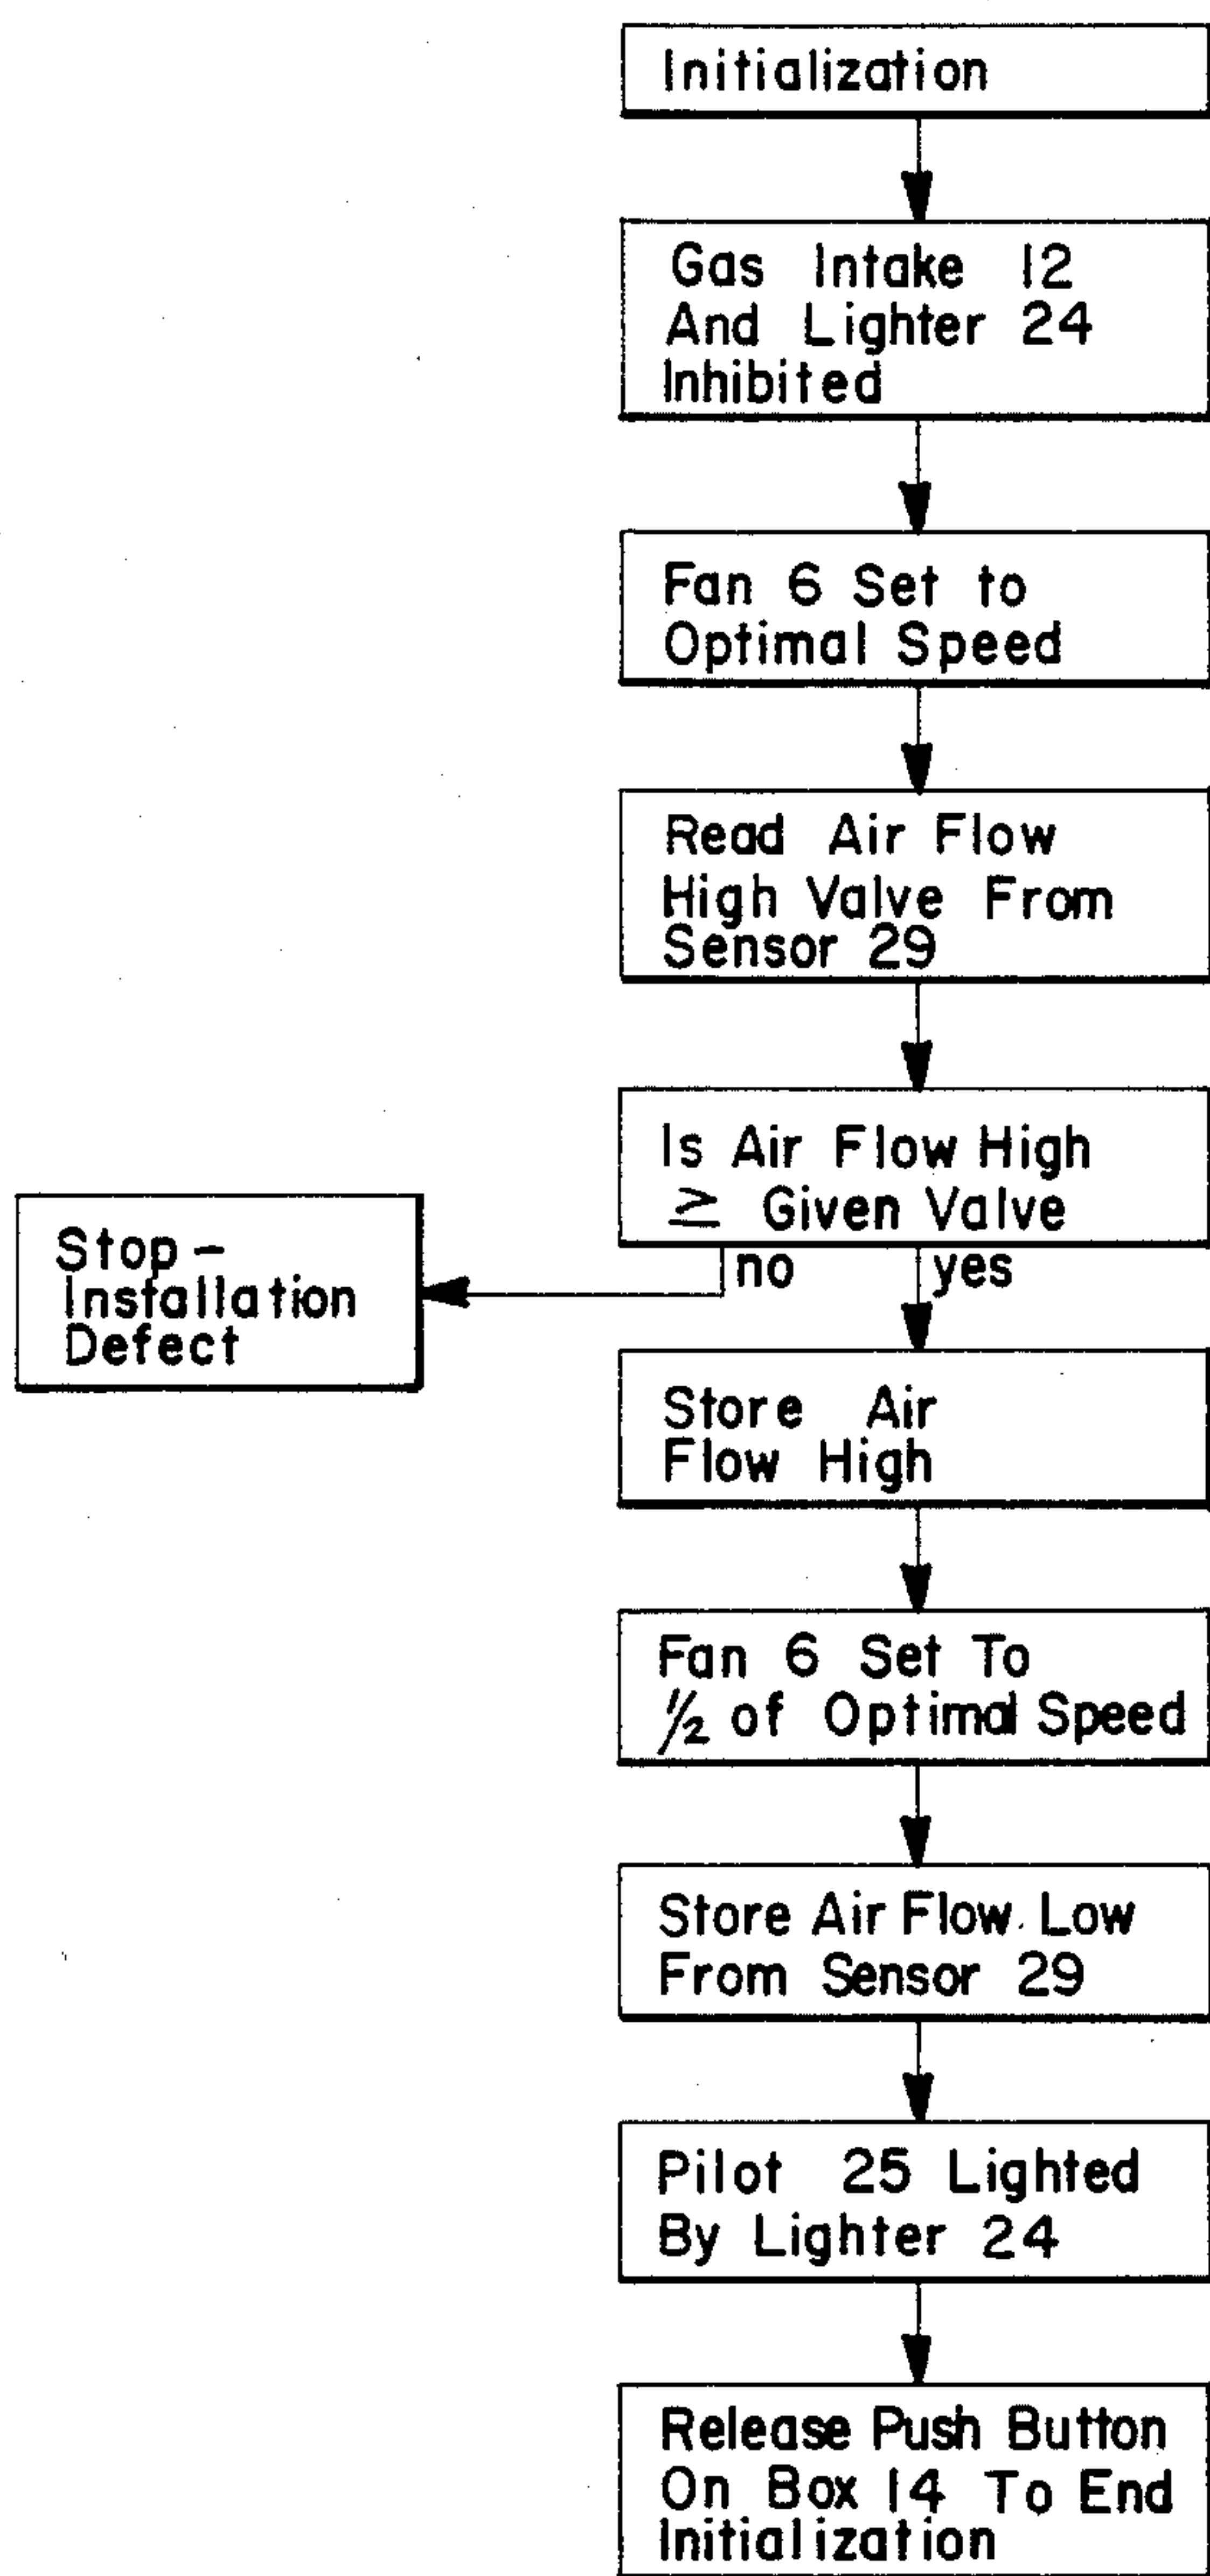 Initialization
Gas Intake 12
And Lighter 24
Inhibited
Fan 6 Set to
Optimal Speed
Read Air Flow
High Valve From
Sensor 29
Is Air Flow High
≥ Given Valve
no
yes
Stop-
Installation
Defect
Store Air
Flow High
Fan 6 Set To
1/2 of Optimal Speed
Store Air Flow Low
From Sensor 29
Pilot 25 Lighted
By Lighter 24
Release Push Button
On Box 14 To End
Initialization